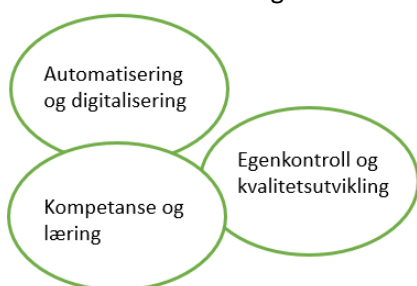 Automatisering
og digitalisering
Egenkontroll og
kvalitetsutvikling
Kompetanse og
læring